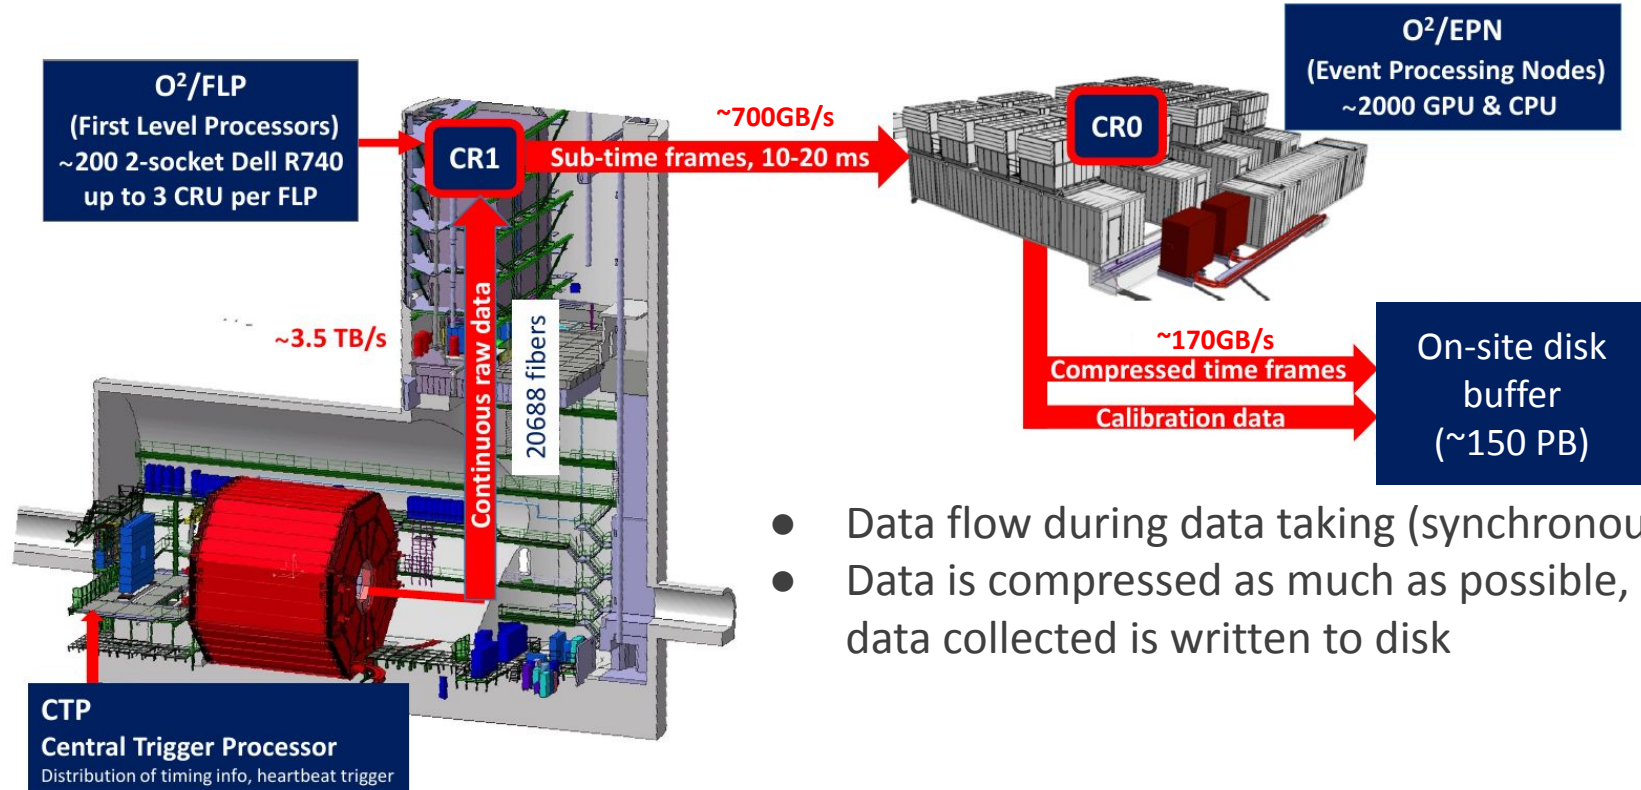 O²/FLP
(First Level Processors)
~200 2-socket Dell R740
up to 3 CRU per FLP
CR1
~700GB/s
Sub-time frames, 10-20 ms
CR0
O²/EPN
(Event Processing Nodes)
~2000 GPU & CPU
~3.5 TB/s
Continuous raw data
20688 fibers
~170GB/s
Compressed time frames
Calibration data
On-site disk
buffer
(~150 PB)
● Data flow during data taking (synchronou
● Data is compressed as much as possible,
data collected is written to disk
CTP
Central Trigger Processor
Distribution of timing info, heartbeat trigger